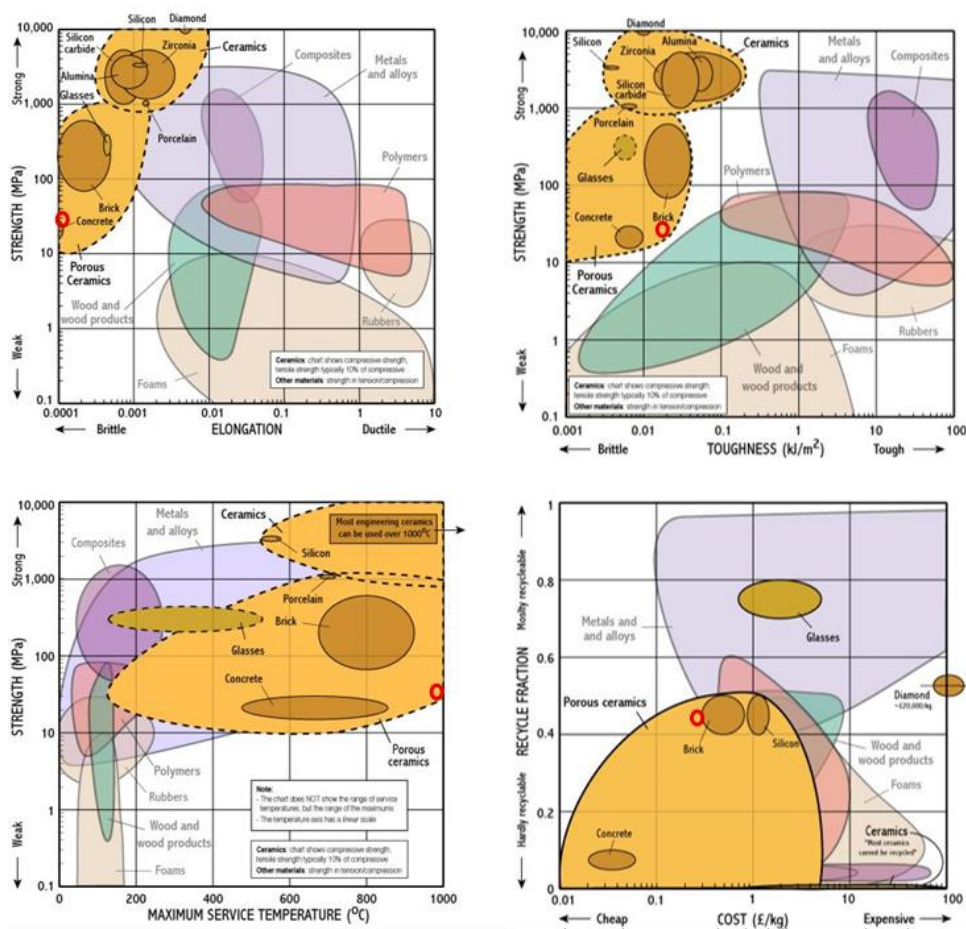 10,000
1,000
100
10
1
0.1
Strong
STRENGTH (MPa)
Weak
Silicon
Diamond
Silicon
carbide
Zirconia
Ceramics
Alumina
Glasses
Composites
Metals
and alloys
Porcelain
Polymers
Brick
Concrete
Porous
Ceramics
Wood and
wood products
Rubbers
Foams
Ceramics: chart shows compressive strength,
tensile strength typically 10% of compressive
Other materials: strength in tension/compression
0.0001 0.001 0.01 0.1 1 10
Brittle ELONGATION Ductile
10,000
1,000
100
10
1
0.1
Strong
STRENGTH (MPa)
Weak
Diamond
Silicon
Zirconia
Alumina
Ceramics
Silicon
carbide
Metals
and alloys
Composites
Porcelain
Glasses
Polymers
Concrete
Brick
Porous
Ceramics
Rubbers
Foams
Wood and
wood products
Ceramics: chart shows compressive strength,
tensile strength typically 10% of compressive
Other materials: strength in tension/compression
0.001 0.01 0.1 1 10 100
Brittle TOUGHNESS (kJ/m²) Tough
10,000
1,000
100
10
1
0.1
Strong
STRENGTH (MPa)
Weak
Metals
and alloys
Ceramics
Most engineering ceramics
can be used over 1000°C
Composites
Silicon
Porcelain
Brick
Glasses
Concrete
Porous
ceramics
Polymers
Rubbers
Wood and
wood products
Foams
Note:
- The chart does NOT show the range of service
temperatures, but the range of the maximums
- The temperature axis has a linear scale
Ceramics: chart shows compressive strength,
tensile strength typically 10% of compressive
Other materials: strength in tension/compression
0 200 400 600 800 1000
MAXIMUM SERVICE TEMPERATURE (°C)
1
0.8
0.6
0.4
0.2
0
Moslty recycleable
RECYCLE FRACTION
Hardly recyclable
Metals and
and alloys
Glasses
Porous ceramics
Diamond
~420,000/kg
Brick
Silicon
Wood and
wood products
Foams
Concrete
Ceramics
"Most ceramics
cannot be recycled"
0.01 0.1 1 10 100
Cheap COST (£/kg) Expensive